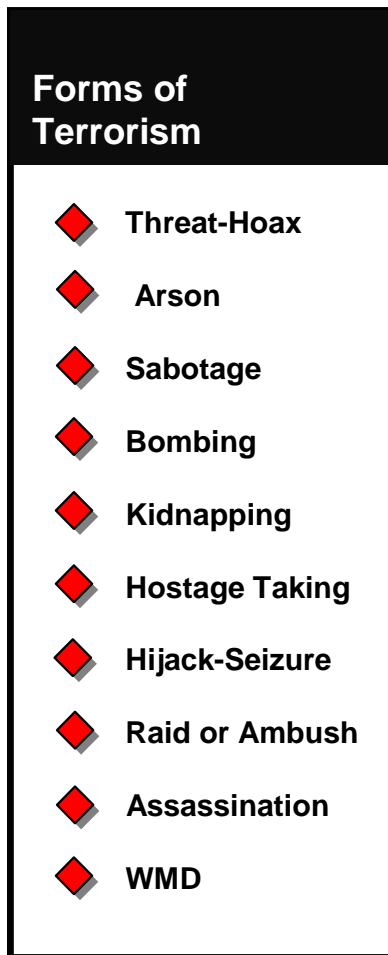 Forms of
Terrorism
Threat-Hoax
Arson
Sabotage
Bombing
Kidnapping
Hostage Taking
Hijack-Seizure
Raid or Ambush
Assassination
WMD